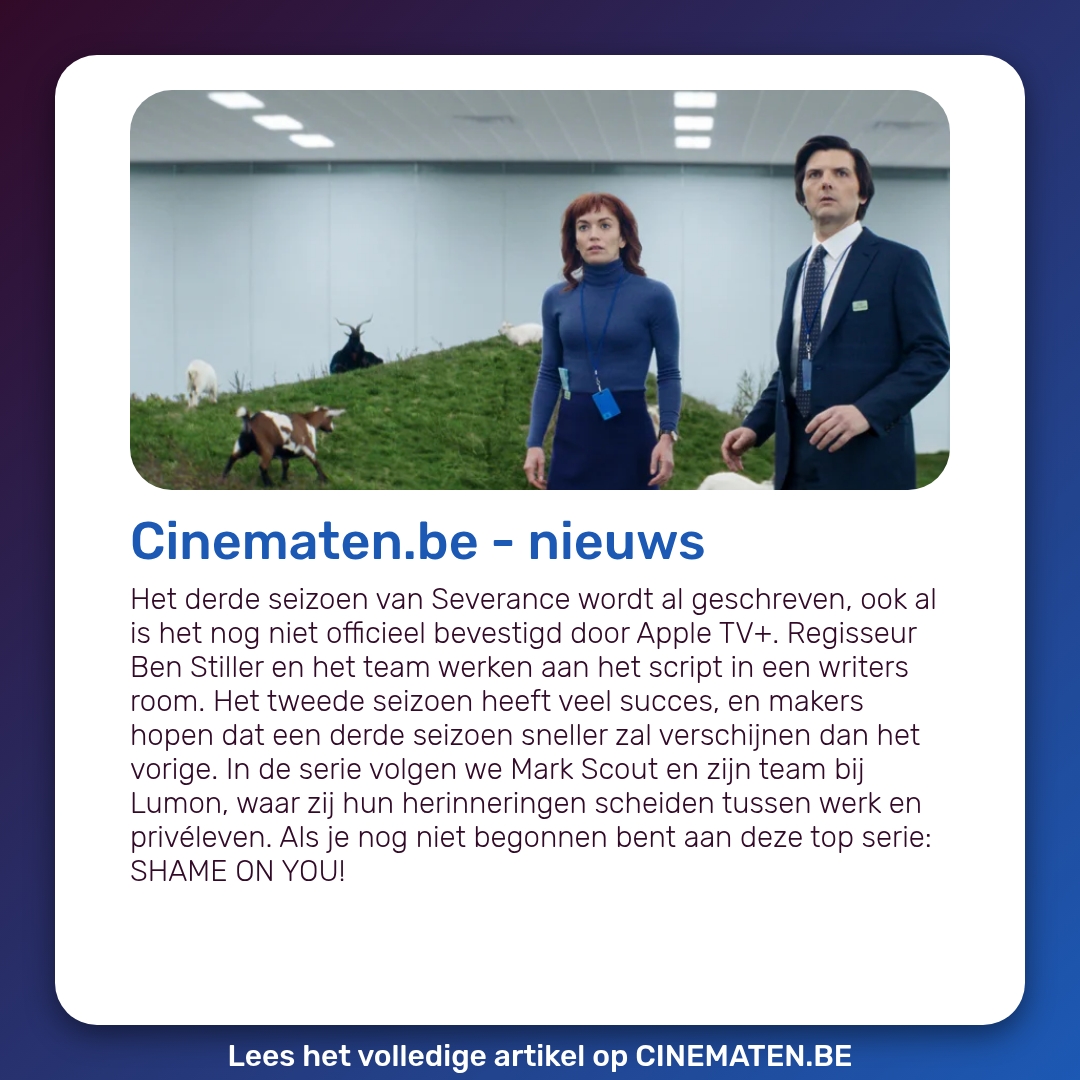 Cinematen.be - nieuws
Het derde seizoen van Severance wordt al geschreven, ook al
is het nog niet officieel bevestigd door Apple TV+. Regisseur
Ben Stiller en het team werken aan het script in een writers
room. Het tweede seizoen heeft veel succes, en makers
hopen dat een derde seizoen sneller zal verschijnen dan het
vorige. In de serie volgen we Mark Scout en zijn team bij
Lumon, waar zij hun herinneringen scheiden tussen werk en
privéleven. Als je nog niet begonnen bent aan deze top serie:
SHAME ON YOU!
Lees het volledige artikel op CINEMATEN.BE